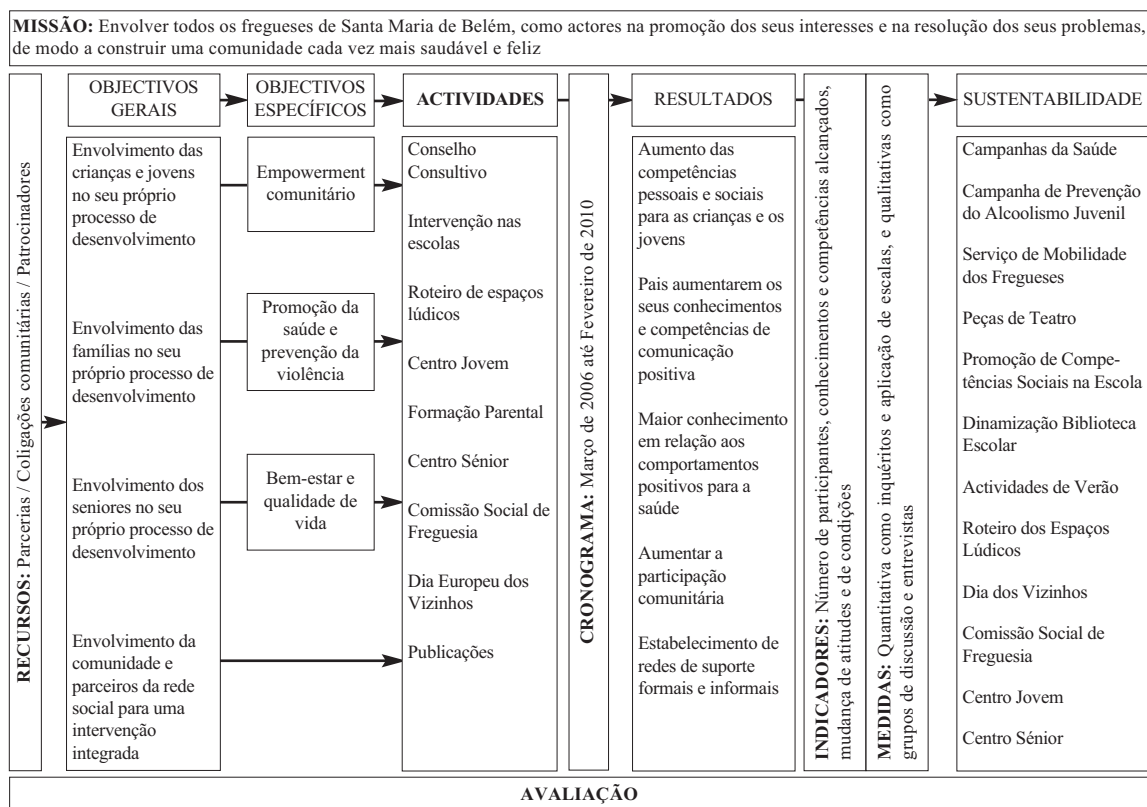 MISSÃO: Envolver todos os fregueses de Santa Maria de Belém, como actores na promoção dos seus interesses e na resolução dos seus problemas,
de modo a construir uma comunidade cada vez mais saudável e feliz
RECURSOS: Parcerias / Coligações comunitárias / Patrocinadores
OBJECTIVOS
GERAIS
Envolvimento das
crianças e jovens
no seu próprio
processo de
desenvolvimento
Envolvimento das
famílias no seu
próprio processo de
desenvolvimento
Envolvimento dos
seniores no seu
próprio processo de
desenvolvimento
Envolvimento da
comunidade e
parceiros da rede
social para uma
intervenção
integrada
OBJECTIVOS
ESPECÍFICOS
Empowerment
comunitário
Promoção da
saúde e
prevenção da
violência
Bem-estar e
qualidade de
vida
ACTIVIDADES
Conselho
Consultivo
Intervenção nas
escolas
Roteiro de espaços
lúdicos
Centro Jovem
Formação Parental
Centro Sénior
Comissão Social de
Freguesia
Dia Europeu dos
Vizinhos
Publicações
CRONOGRAMA: Março de 2006 até Fevereiro de 2010
RESULTADOS
Aumento das
competências
pessoais e sociais
para as crianças e os
jovens
Pais aumentarem os
seus conhecimentos
e competências de
comunicação
positiva
Maior conhecimento
em relação aos
comportamentos
positivos para a
saúde
Aumentar a
participação
comunitária
Estabelecimento de
redes de suporte
formais e informais
INDICADORES: Número de participantes, conhecimentos e competências alcançados,
mudança de atitudes e de condições
MEDIDAS: Quantitativa como inquéritos e aplicação de escalas, e qualitativas como
grupos de discussão e entrevistas
SUSTENTABILIDADE
Campanhas da Saúde
Campanha de Prevenção
do Alcoolismo Juvenil
Serviço de Mobilidade
dos Fregueses
Peças de Teatro
Promoção de Compe-
tências Sociais na Escola
Dinamização Biblioteca
Escolar
Actividades de Verão
Roteiro dos Espaços
Lúdicos
Dia dos Vizinhos
Comissão Social de
Freguesia
Centro Jovem
Centro Sénior
AVALIAÇÃO